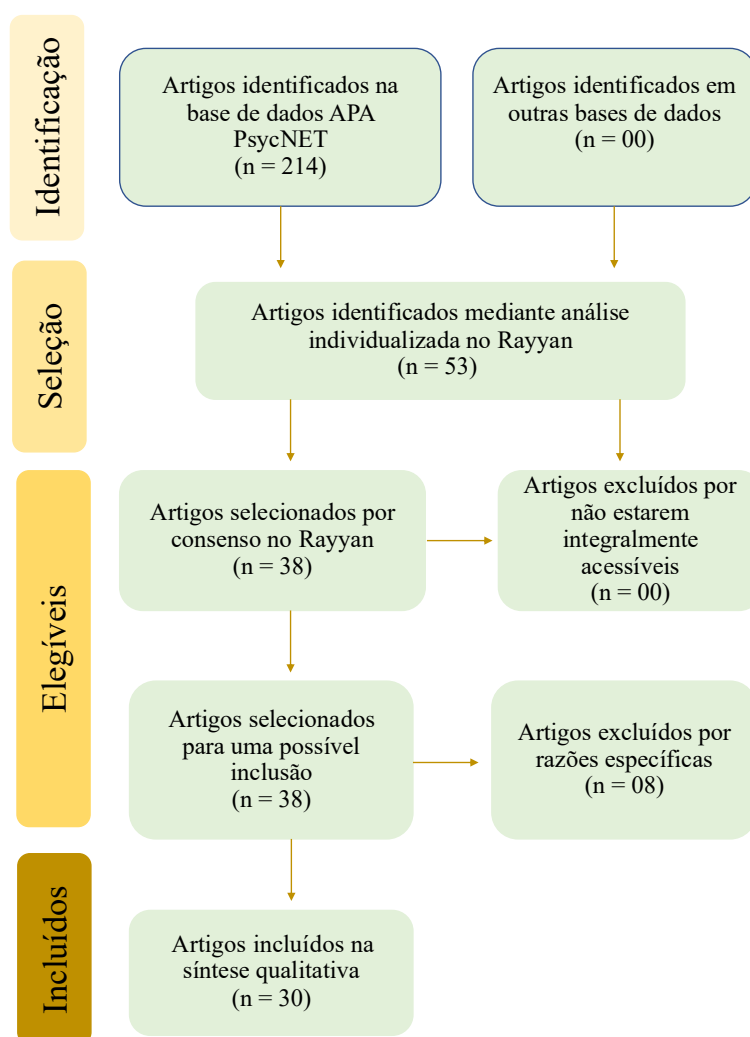 Identificação
Artigos identificados na
base de dados APA
PsycNET
(n = 214)
Artigos identificados em
outras bases de dados
(n = 00)
Seleção
Artigos identificados mediante análise
individualizada no Rayyan
(n = 53)
Elegíveis
Artigos selecionados por
consenso no Rayyan
(n = 38)
Artigos excluídos por
não estarem
integralmente
acessíveis
(n = 00)
Artigos selecionados
para uma possível
inclusão
(n = 38)
Artigos excluídos por
razões específicas
(n = 08)
Incluídos
Artigos incluídos na
síntese qualitativa
(n = 30)